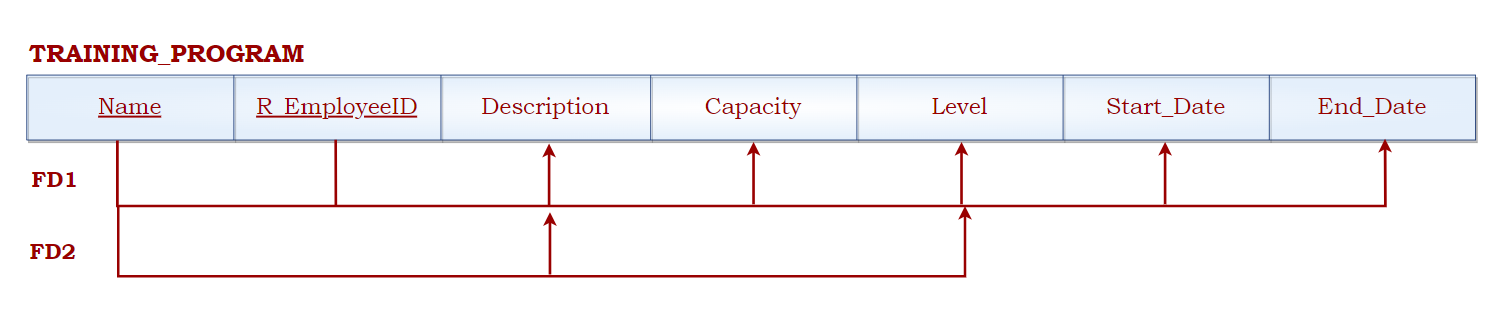 TRAINING_PROGRAM
Name R_EmployeeID Description Capacity Level Start_Date End_Date
FD1
FD2